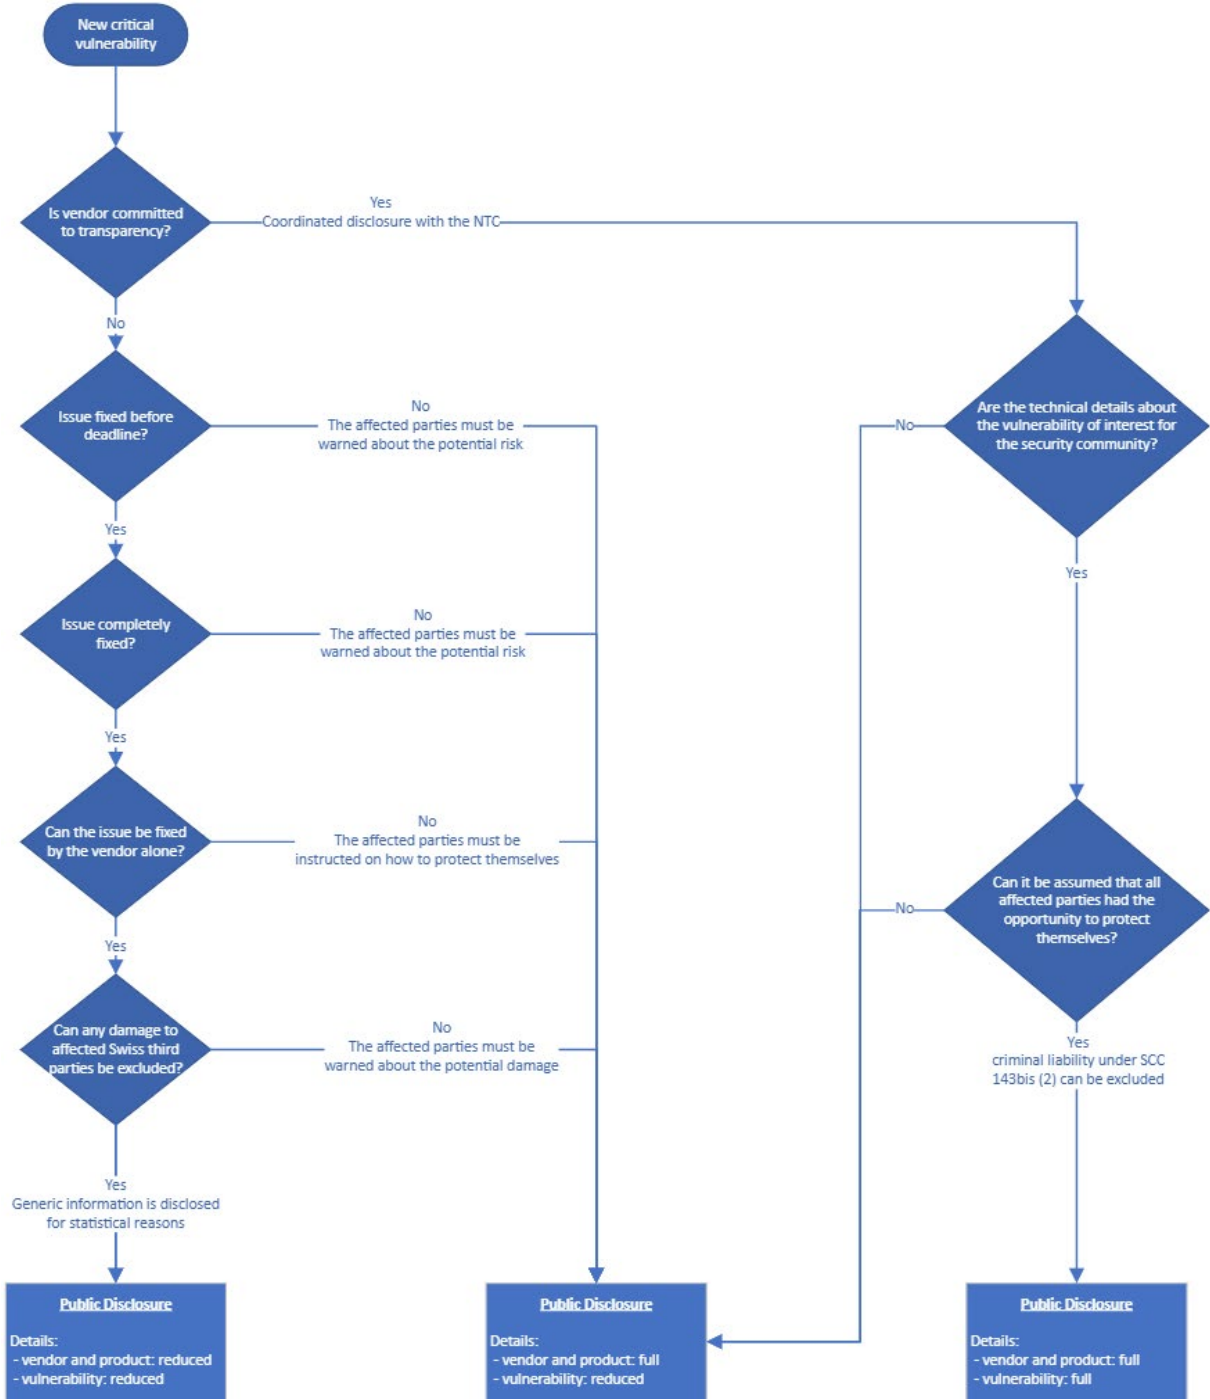 New critical
vulnerability
Is vendor committed
to transparency?
Yes
Coordinated disclosure with the NTC
No
Issue fixed before
deadline?
No
The affected parties must be
warned about the potential risk
Are the technical details about
the vulnerability of interest for
the security community?
No
Yes
Yes
Issue completely
fixed?
No
The affected parties must be
warned about the potential risk
Yes
Can the issue be fixed
by the vendor alone?
No
The affected parties must be
instructed on how to protect themselves
Can it be assumed that all
affected parties had the
opportunity to protect
themselves?
No
Yes
Can any damage to
affected Swiss third
parties be excluded?
No
The affected parties must be
warned about the potential damage
Yes
criminal liability under SCC
143bis (2) can be excluded
Yes
Generic information is disclosed
for statistical reasons
Public Disclosure
Details:
- vendor and product: reduced
- vulnerability: reduced
Public Disclosure
Details:
- vendor and product: full
- vulnerability: reduced
Public Disclosure
Details:
- vendor and product: full
- vulnerability: full